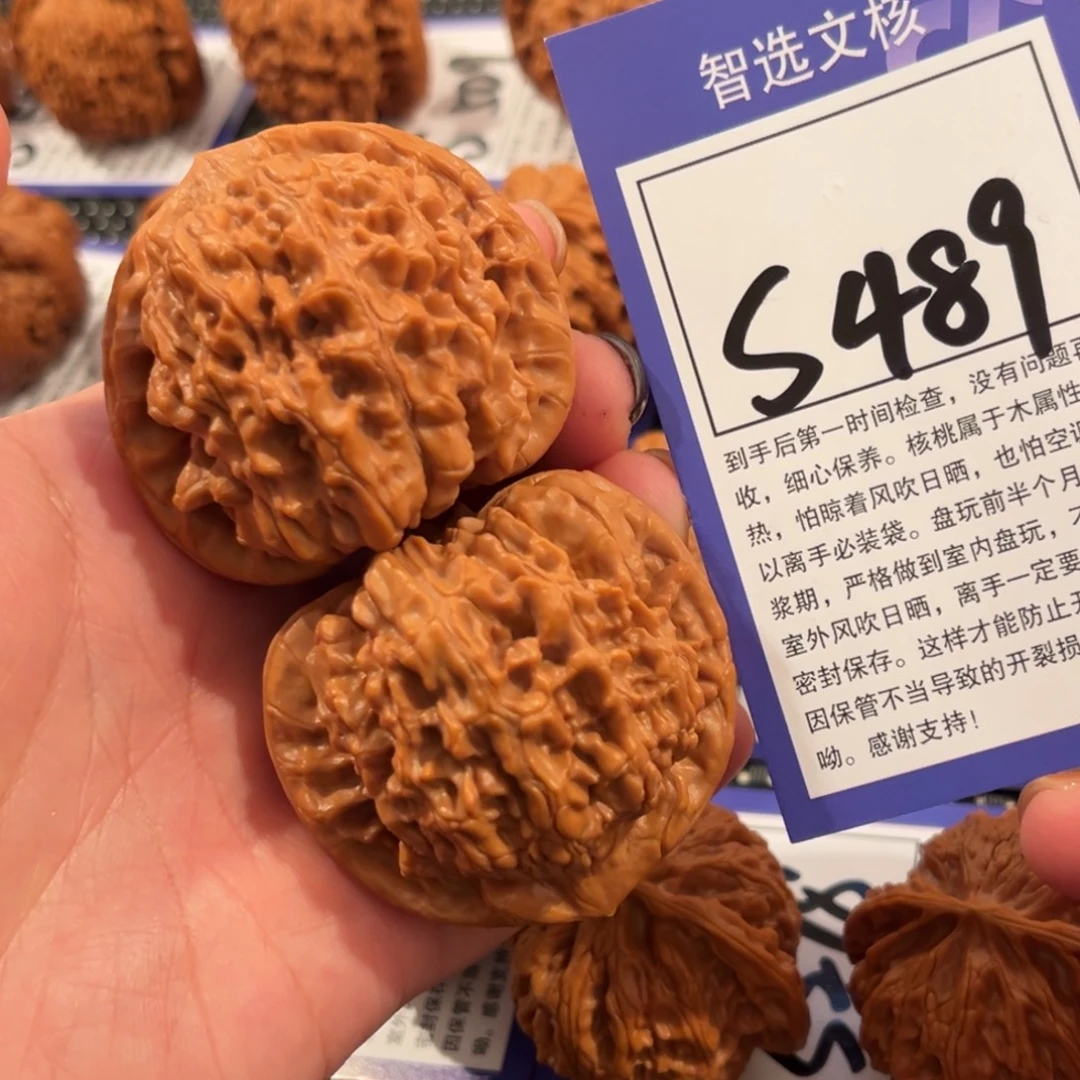 智选文核
S489
到手后第一时间检查，没有问题再
收，细心保养。核桃属于木属性
热，怕晾着风吹日晒，也怕空调
以离手必装袋。盘玩前半个月
浆期，严格做到室内盘玩，不
室外风吹日晒，离手一定要
密封保存。这样才能防止开
因保管不当导致的开裂损
呦。感谢支持！